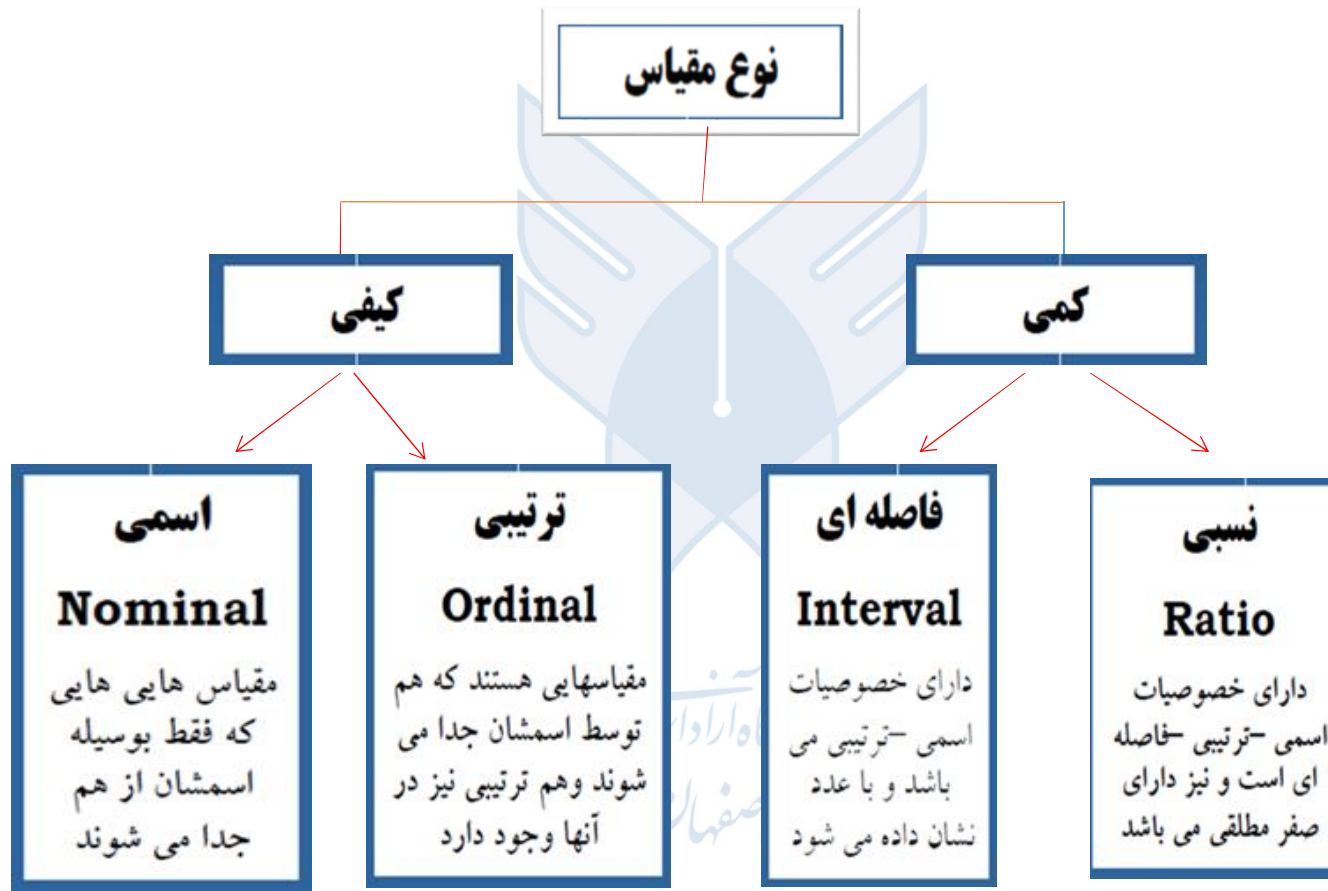 نوع مقیاس
کیفی
کمی
اسمی
Nominal
مقیاس هایی هایی
که فقط بوسیله
اسمشان از هم
جدا می شوند
ترتیبی
Ordinal
مقیاسهایی هستند که هم
توسط اسمشان جدا می
شوند وهم ترتیبی نیز در
آنها وجود دارد
فاصله ای
Interval
دارای خصوصیات
اسمی –ترتیبی می
باشد و با عدد
نشان داده می شود
نسبی
Ratio
دارای خصوصیات
اسمی –ترتیبی –فاصله
ای است و نیز دارای
صفر مطلقی می باشد